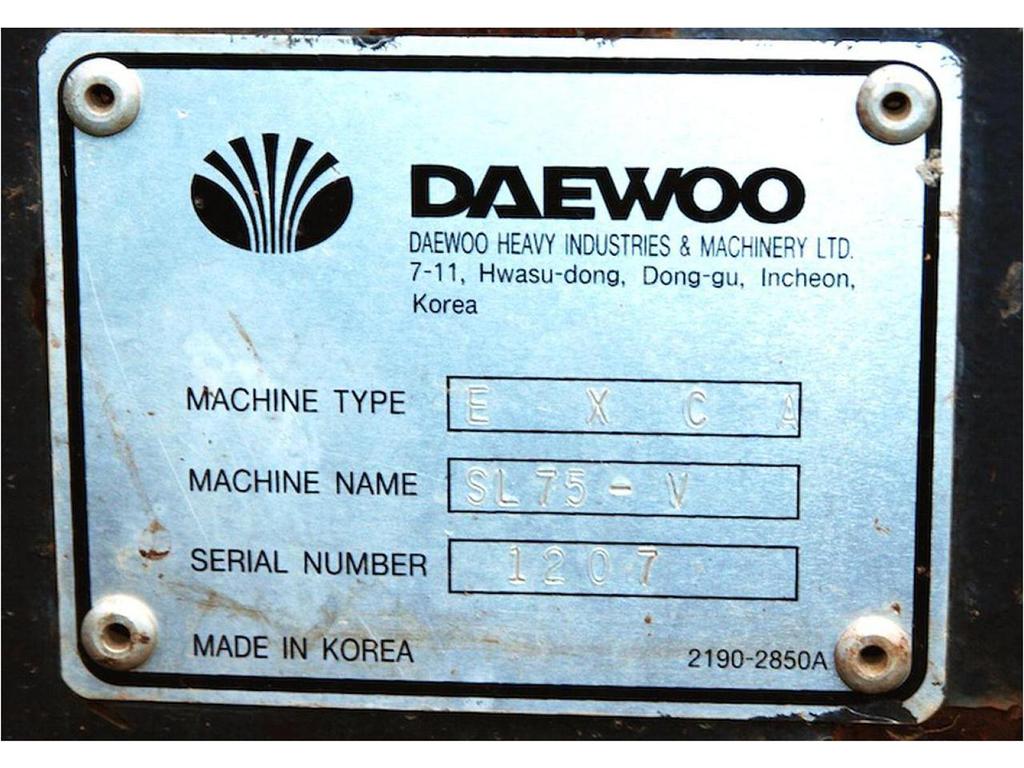 DAEWOO
DAEWOO HEAVY INDUSTRIES & MACHINERY LTD.
7-11, Hwasu-dong, Dong-gu, Incheon,
Korea
MACHINE TYPE E X C A
MACHINE NAME SL75-V
SERIAL NUMBER 1207
MADE IN KOREA 2190-2850A